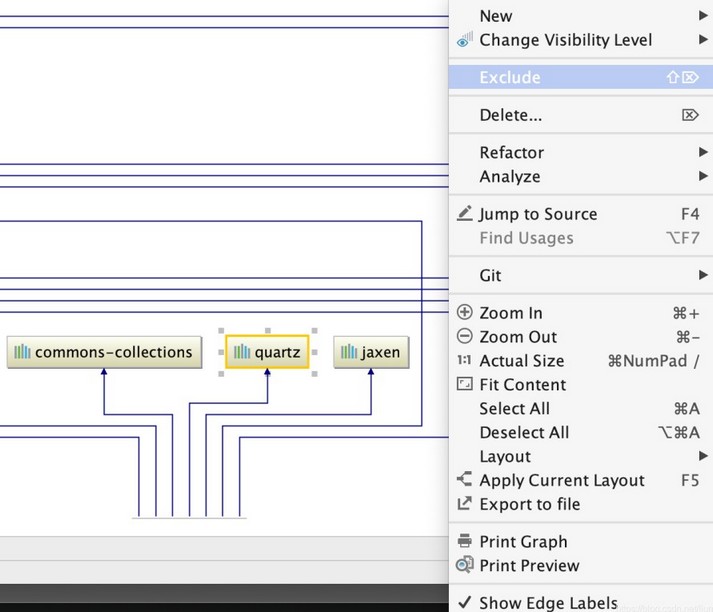 New
Change Visibility Level
Exclude ⇧⌦
Delete... ⌦
Refactor
Analyze
Jump to Source F4
Find Usages ⌥F7
Git
Zoom In ⌘+
Zoom Out ⌘-
1:1 Actual Size ⌘NumPad /
Fit Content
Select All ⌘A
Deselect All ⌥⌘A
Layout
Apply Current Layout F5
Export to file
Print Graph
Print Preview
Show Edge Labels
commons-collections
quartz
jaxen